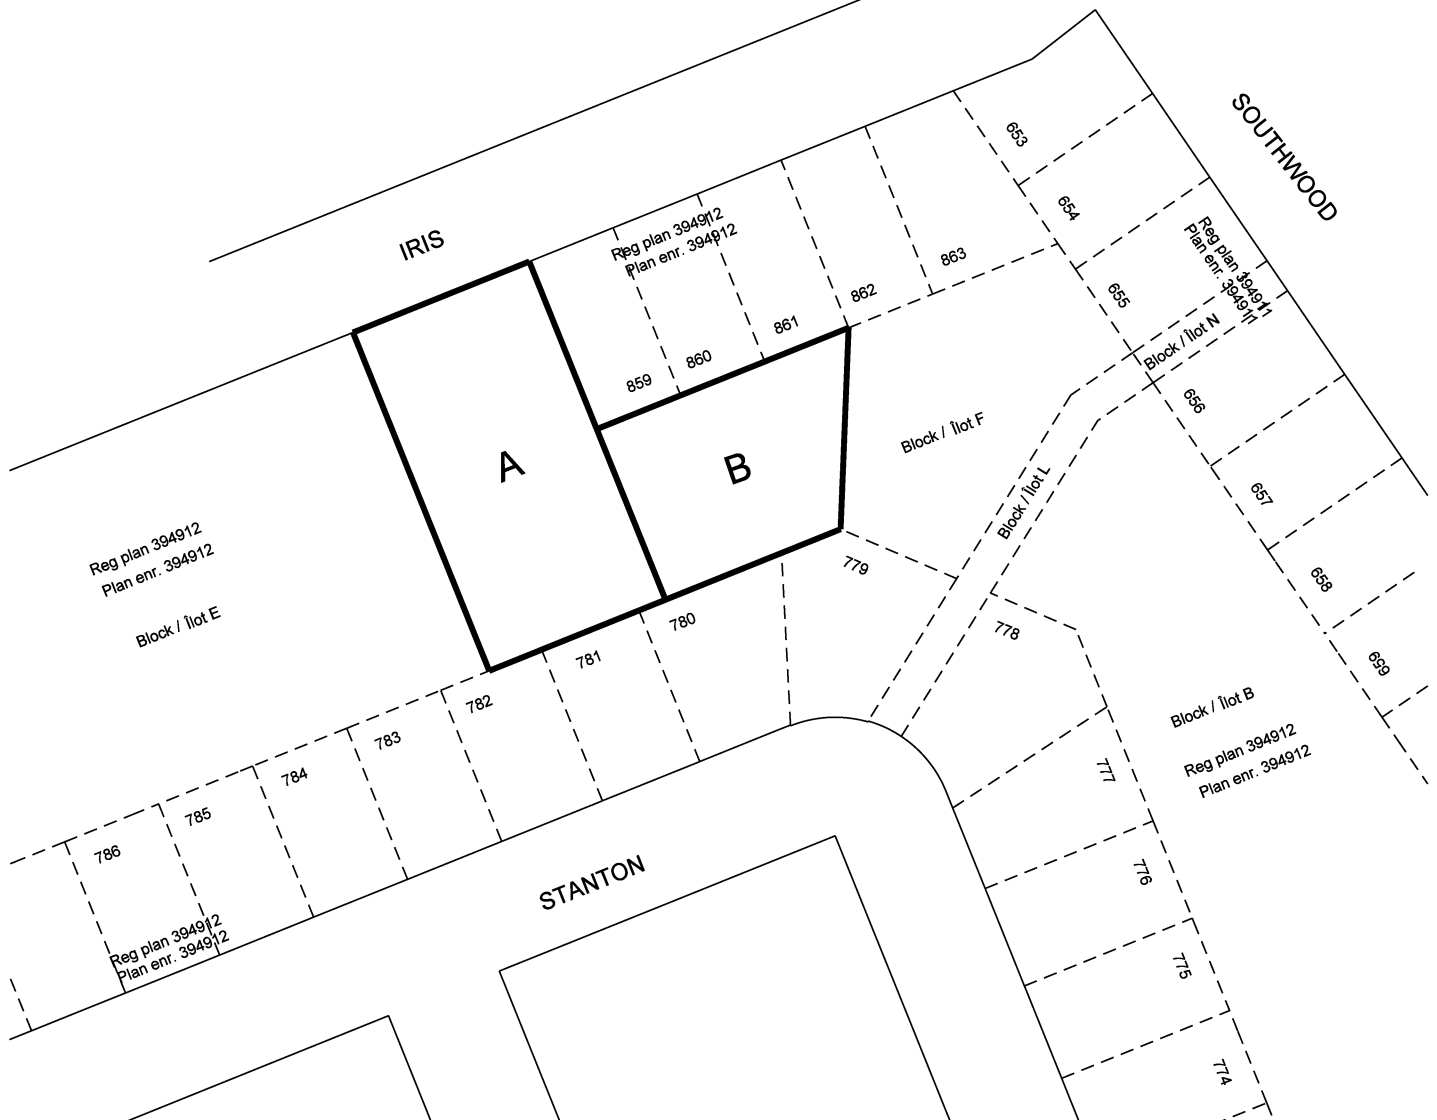 SOUTHWOOD
653
654
655
Reg plan 394911
Plan enr. 394911
IRIS
Reg plan 394912
Plan enr. 394912
859
860
861
862
863
Block / Îlot N
656
657
658
659
A
B
Block / Îlot F
Block / Îlot L
Reg plan 394912
Plan enr. 394912
Block / Îlot E
779
778
780
781
782
783
784
785
786
Reg plan 394912
Plan enr. 394912
STANTON
Block / Îlot B
Reg plan 394912
Plan enr. 394912
777
776
775
774